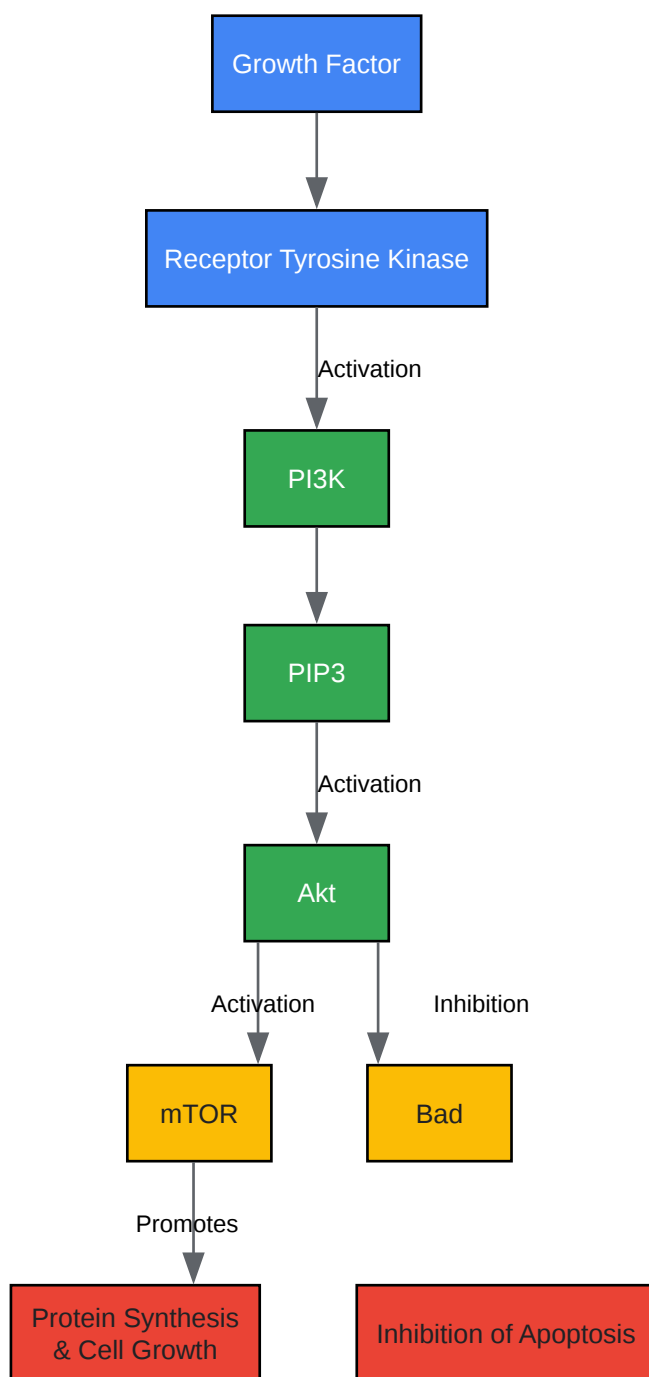 Growth Factor
Receptor Tyrosine Kinase
Activation
PI3K
PIP3
Activation
Akt
Activation
Inhibition
mTOR
Bad
Promotes
Protein Synthesis
& Cell Growth
Inhibition of Apoptosis